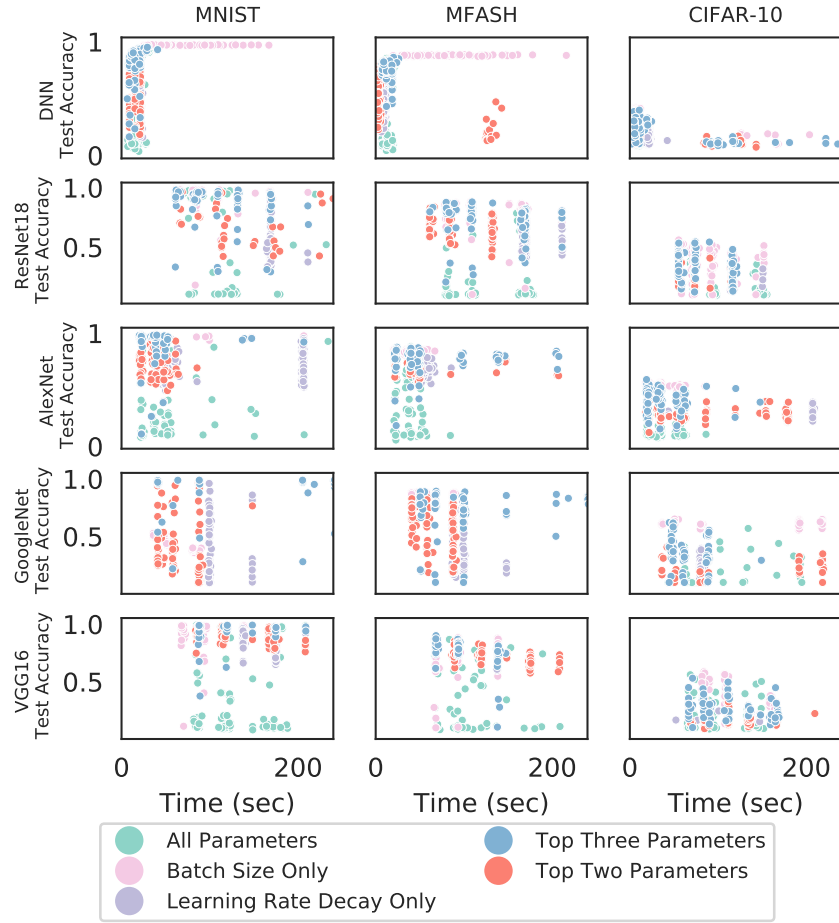 MNIST MFASH CIFAR-10
DNN
Test Accuracy
1
0
ResNet18
Test Accuracy
1.0
0.5
AlexNet
Test Accuracy
1
0
GoogleNet
Test Accuracy
1.0
0.5
VGG16
Test Accuracy
1.0
0.5
0 200 0 200 0 200
Time (sec) Time (sec) Time (sec)
All Parameters
Batch Size Only
Learning Rate Decay Only
Top Three Parameters
Top Two Parameters